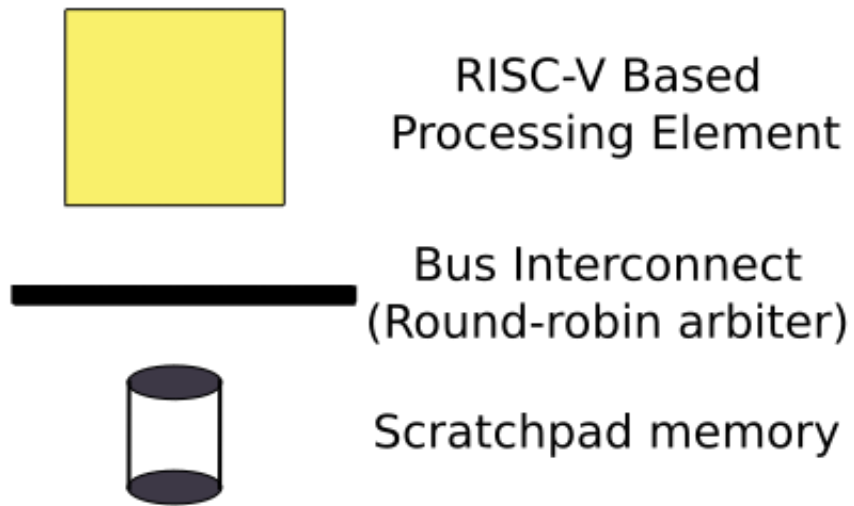 RISC-V Based
Processing Element
Bus Interconnect
(Round-robin arbiter)
Scratchpad memory